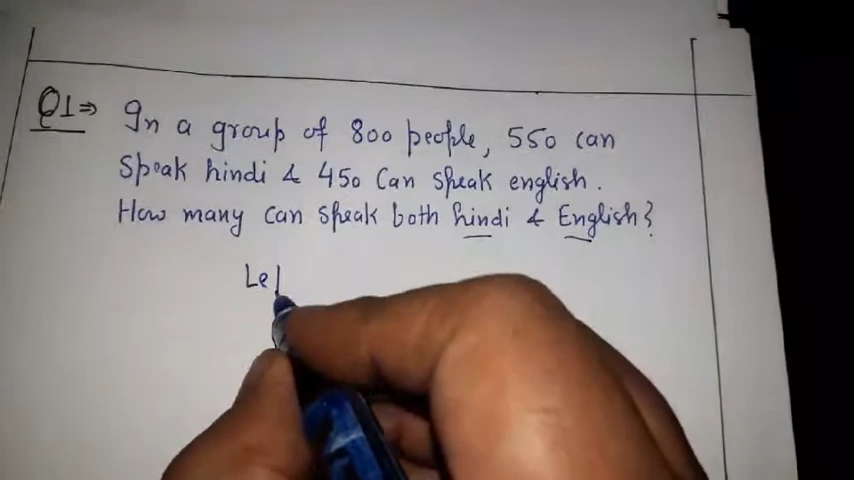 Q1⇒ In a group of 800 people, 550 can
Speak hindi & 450 Can Speak english.
How many can speak both hindi & English?
Let